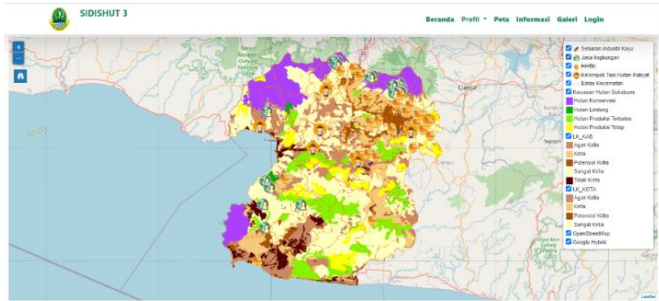 SIDISHUT 3
Beranda Profil Peta Informasi Galeri Login
+
−
Sebaran Industri Kayu
Jasa lingkungan
HHBK
Kelompok Tani Hutan Rakyat
Batas Kecamatan
Kawasan Hutan Sukabumi
Hutan Konservasi
Hutan Lindung
Hutan Produksi Terbatas
Hutan Produksi Tetap
LK_KAB
Agak Kritis
Kritis
Potensial Kritis
Sangat Kritis
Tidak Kritis
LK_KOTA
Agak Kritis
Kritis
Potensial Kritis
Sangat Kritis
OpenStreetMap
Google Hybrid
Cianjur
Leaflet